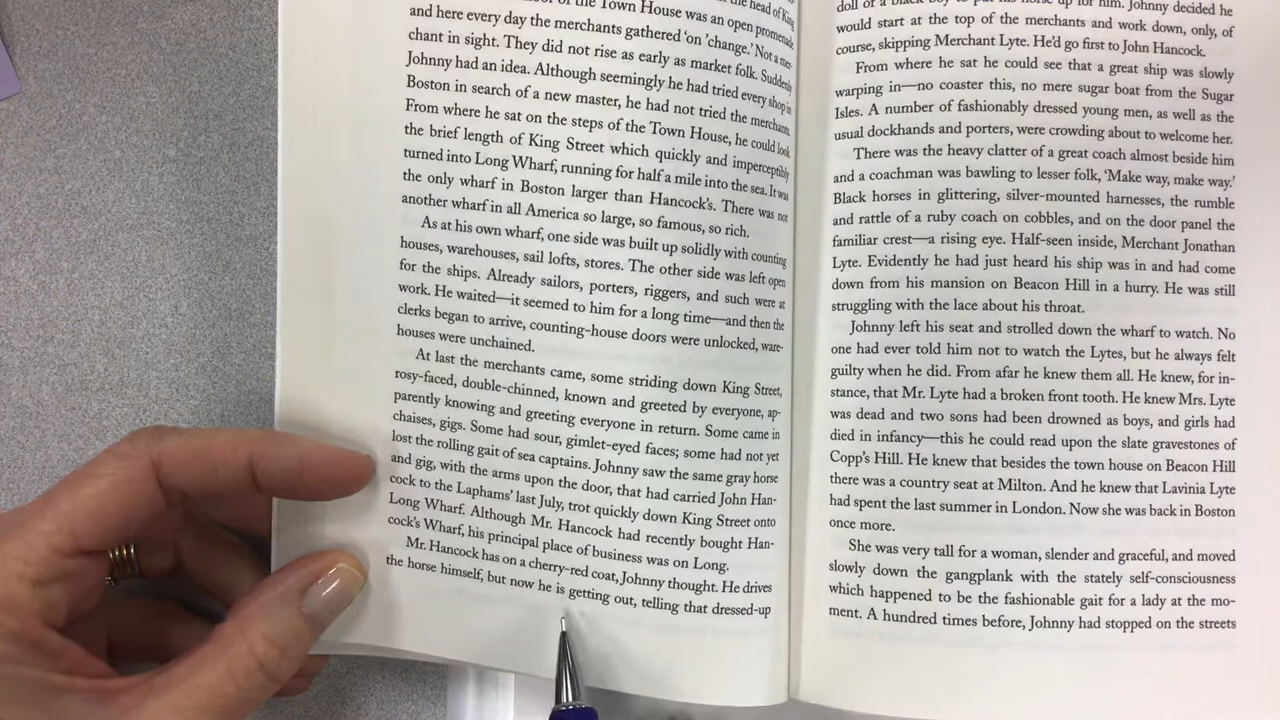 of the Town House was an open promenade
and here every day the merchants gathered 'on 'change.' Not a mer-
chant in sight. They did not rise as early as market folk. Suddenly
Johnny had an idea. Although seemingly he had tried every shop in
Boston in search of a new master, he had not tried the merchants.
From where he sat on the steps of the Town House, he could look
the brief length of King Street which quickly and imperceptibly
turned into Long Wharf, running for half a mile into the sea. It was
the only wharf in Boston larger than Hancock's. There was not
another wharf in all America so large, so famous, so rich.
As at his own wharf, one side was built up solidly with counting
houses, warehouses, sail lofts, stores. The other side was left open
for the ships. Already sailors, porters, riggers, and such were at
work. He waited—it seemed to him for a long time—and then the
clerks began to arrive, counting-house doors were unlocked, ware-
houses were unchained.
At last the merchants came, some striding down King Street,
rosy-faced, double-chinned, known and greeted by everyone, ap-
parently knowing and greeting everyone in return. Some came in
chaises, gigs. Some had sour, gimlet-eyed faces; some had not yet
lost the rolling gait of sea captains. Johnny saw the same gray horse
and gig, with the arms upon the door, that had carried John Han-
cock to the Laphams' last July, trot quickly down King Street onto
Long Wharf. Although Mr. Hancock had recently bought Han-
cock's Wharf, his principal place of business was on Long.
Mr. Hancock has on a cherry-red coat, Johnny thought. He drives
the horse himself, but now he is getting out, telling that dressed-up
doll of a black boy to put his horse up for him. Johnny decided he
would start at the top of the merchants and work down, only, of
course, skipping Merchant Lyte. He'd go first to John Hancock.
From where he sat he could see that a great ship was slowly
warping in—no coaster this, no mere sugar boat from the Sugar
Isles. A number of fashionably dressed young men, as well as the
usual dockhands and porters, were crowding about to welcome her.
There was the heavy clatter of a great coach almost beside him
and a coachman was bawling to lesser folk, 'Make way, make way.'
Black horses in glittering, silver-mounted harnesses, the rumble
and rattle of a ruby coach on cobbles, and on the door panel the
familiar crest—a rising eye. Half-seen inside, Merchant Jonathan
Lyte. Evidently he had just heard his ship was in and had come
down from his mansion on Beacon Hill in a hurry. He was still
struggling with the lace about his throat.
Johnny left his seat and strolled down the wharf to watch. No
one had ever told him not to watch the Lytes, but he always felt
guilty when he did. From afar he knew them all. He knew, for in-
stance, that Mr. Lyte had a broken front tooth. He knew Mrs. Lyte
was dead and two sons had been drowned as boys, and girls had
died in infancy—this he could read upon the slate gravestones of
Copp's Hill. He knew that besides the town house on Beacon Hill
there was a country seat at Milton. And he knew that Lavinia Lyte
had spent the last summer in London. Now she was back in Boston
once more.
She was very tall for a woman, slender and graceful, and moved
slowly down the gangplank with the stately self-consciousness
which happened to be the fashionable gait for a lady at the mo-
ment. A hundred times before, Johnny had stopped on the streets